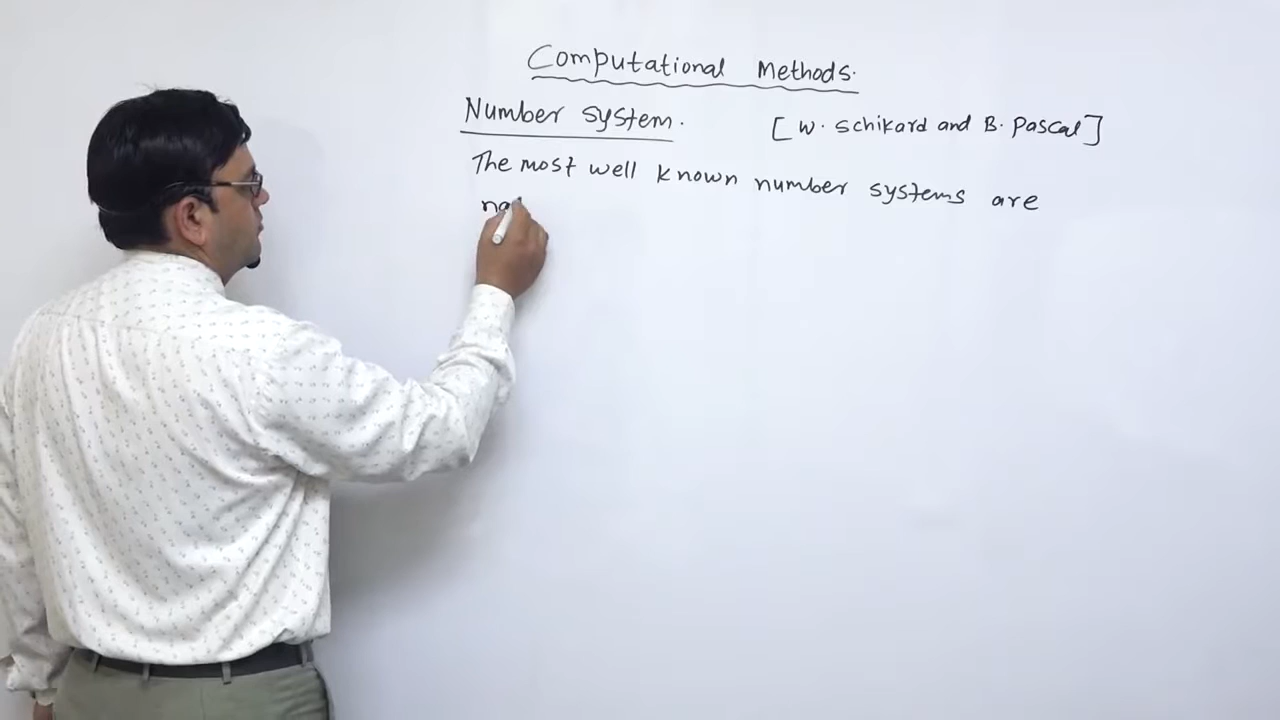 Computational Methods.
Number system. [W. Schikard and B. Pascal]
The most well known number systems are